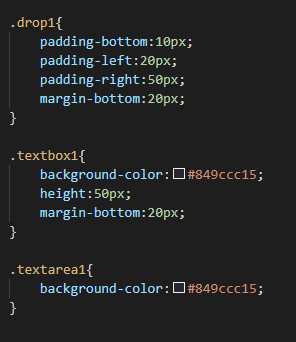 .drop1{
padding-bottom:10px;
padding-left:20px;
padding-right:50px;
margin-bottom:20px;
}
.textbox1{
background-color:#849ccc15;
height:50px;
margin-bottom:20px;
}
.textarea1{
background-color:#849ccc15;
}